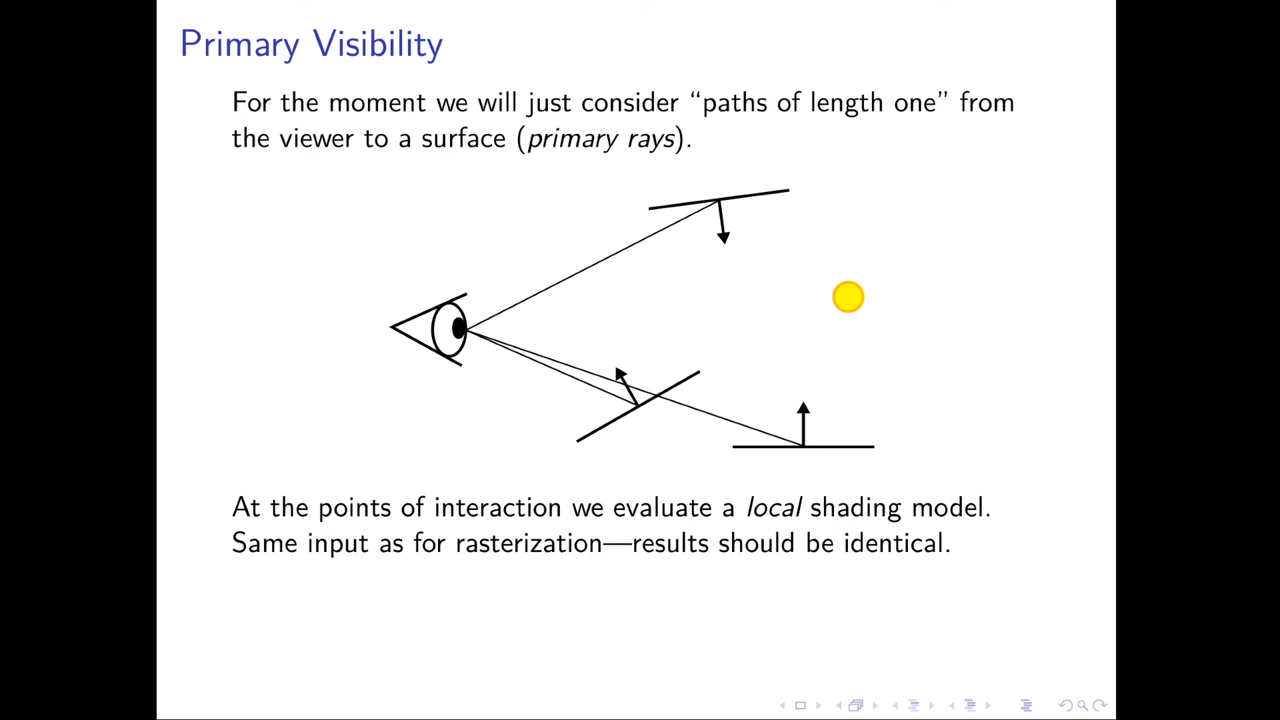 Primary Visibility
For the moment we will just consider “paths of length one” from
the viewer to a surface (primary rays).
At the points of interaction we evaluate a local shading model.
Same input as for rasterization—results should be identical.